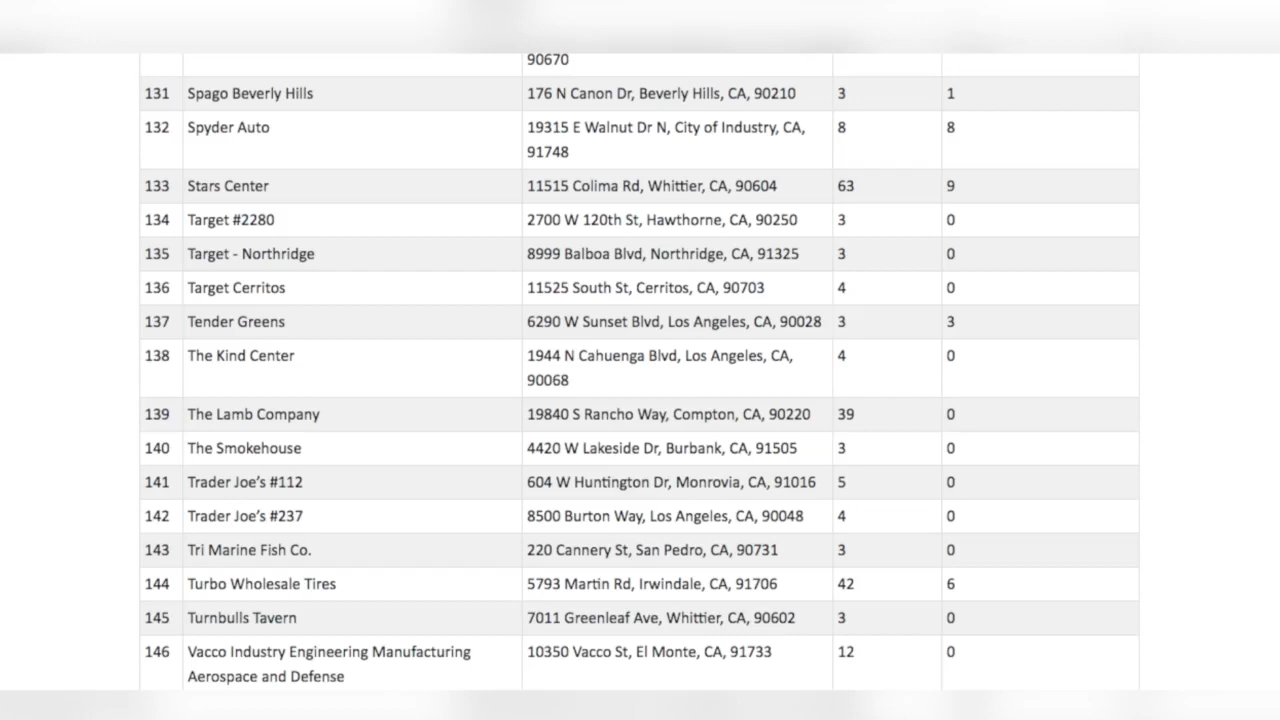 90670
131 Spago Beverly Hills 176 N Canon Dr, Beverly Hills, CA, 90210 3 1
132 Spyder Auto 19315 E Walnut Dr N, City of Industry, CA, 8 8
91748
133 Stars Center 11515 Colima Rd, Whittier, CA, 90604 63 9
134 Target #2280 2700 W 120th St, Hawthorne, CA, 90250 3 0
135 Target - Northridge 8999 Balboa Blvd, Northridge, CA, 91325 3 0
136 Target Cerritos 11525 South St, Cerritos, CA, 90703 4 0
137 Tender Greens 6290 W Sunset Blvd, Los Angeles, CA, 90028 3 3
138 The Kind Center 1944 N Cahuenga Blvd, Los Angeles, CA, 4 0
90068
139 The Lamb Company 19840 S Rancho Way, Compton, CA, 90220 39 0
140 The Smokehouse 4420 W Lakeside Dr, Burbank, CA, 91505 3 0
141 Trader Joe's #112 604 W Huntington Dr, Monrovia, CA, 91016 5 0
142 Trader Joe's #237 8500 Burton Way, Los Angeles, CA, 90048 4 0
143 Tri Marine Fish Co. 220 Cannery St, San Pedro, CA, 90731 3 0
144 Turbo Wholesale Tires 5793 Martin Rd, Irwindale, CA, 91706 42 6
145 Turnbulls Tavern 7011 Greenleaf Ave, Whittier, CA, 90602 3 0
146 Vacco Industry Engineering Manufacturing 10350 Vacco St, El Monte, CA, 91733 12 0
Aerospace and Defense